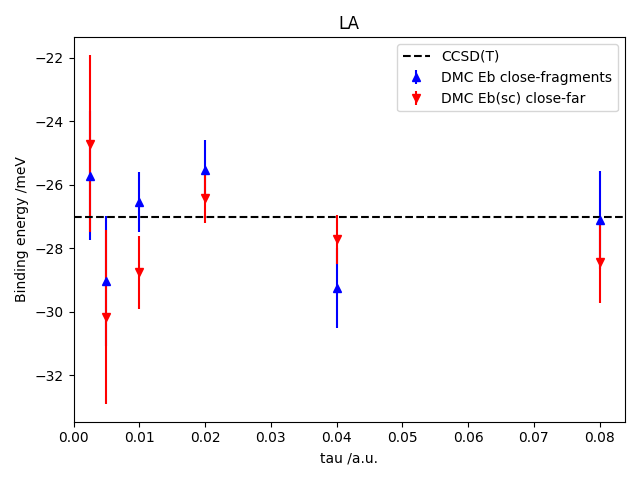 LA
CCSD(T)
DMC Eb close-fragments
DMC Eb(sc) close-far
Binding energy /meV
−22
−24
−26
−28
−30
−32
0.00 0.01 0.02 0.03 0.04 0.05 0.06 0.07 0.08
tau /a.u.